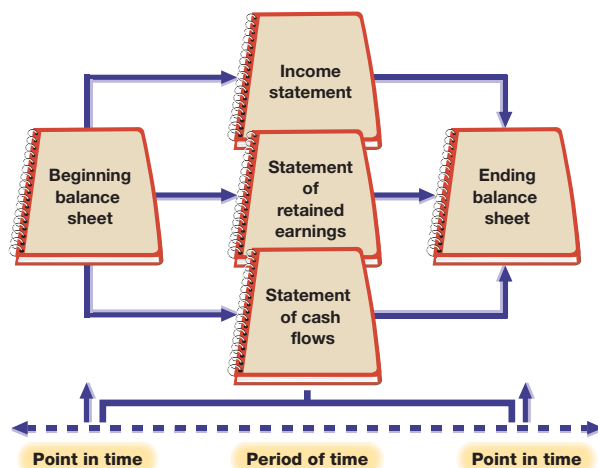 Income
statement
Beginning
balance
sheet
Statement
of
retained
earnings
Ending
balance
sheet
Statement
of cash
flows
Point in time
Period of time
Point in time